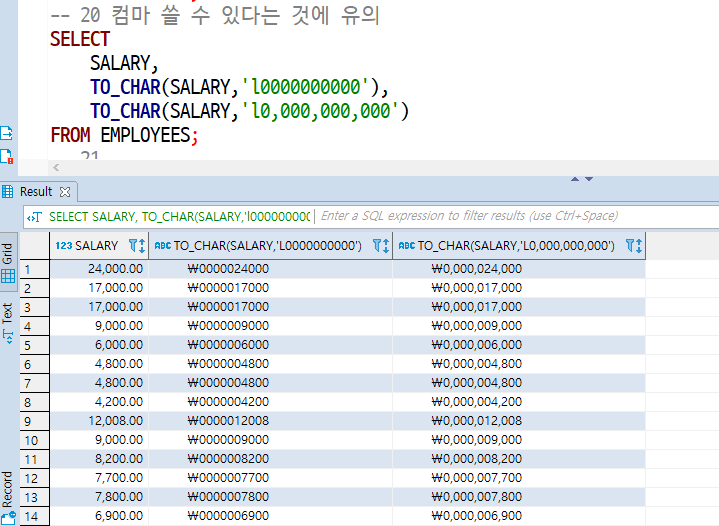 -- 20 컴마 쓸 수 있다는 것에 유의
SELECT
SALARY,
TO_CHAR(SALARY,'l0000000000'),
TO_CHAR(SALARY,'l0,000,000,000')
FROM EMPLOYEES;
21
Result
SELECT SALARY, TO_CHAR(SALARY,'l000000000 Enter a SQL expression to filter results (use Ctrl+Space)
Grid
Text
Record
123 SALARY ABC TO_CHAR(SALARY,'L0000000000') ABC TO_CHAR(SALARY,'L0,000,000,000')
1 24,000.00 ₩0000024000 ₩0,000,024,000
2 17,000.00 ₩0000017000 ₩0,000,017,000
3 17,000.00 ₩0000017000 ₩0,000,017,000
4 9,000.00 ₩0000009000 ₩0,000,009,000
5 6,000.00 ₩0000006000 ₩0,000,006,000
6 4,800.00 ₩0000004800 ₩0,000,004,800
7 4,800.00 ₩0000004800 ₩0,000,004,800
8 4,200.00 ₩0000004200 ₩0,000,004,200
9 12,008.00 ₩0000012008 ₩0,000,012,008
10 9,000.00 ₩0000009000 ₩0,000,009,000
11 8,200.00 ₩0000008200 ₩0,000,008,200
12 7,700.00 ₩0000007700 ₩0,000,007,700
13 7,800.00 ₩0000007800 ₩0,000,007,800
14 6,900.00 ₩0000006900 ₩0,000,006,900